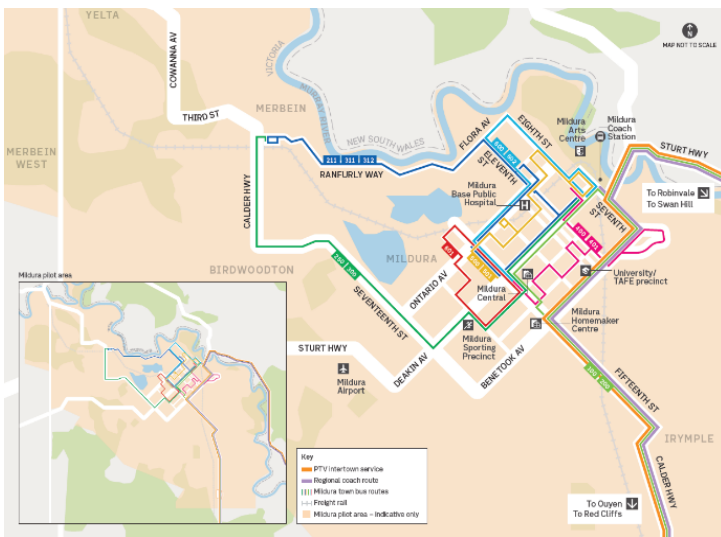 YELTA
COWANNA AV
VICTORIA
MURRAY RIVER
NEW SOUTH WALES
N
MAP NOT TO SCALE
THIRD ST
MERBEIN
MERBEIN
WEST
FLORA AV
EIGHTH ST
Mildura
Arts
Centre
Mildura
Coach
Station
STURT HWY
211 | 311 | 312
RANFURLY WAY
ELEVENTH
ST
Mildura
Base Public
Hospital
H
SEVENTH
ST
To Robinvale
To Swan Hill
CALDER HWY
BIRDWOODTON
MILDURA
ONTARIO AV
401
University/
TAFE precinct
Mildura
Central
SEVENTEENTH ST
Mildura
Homemaker
Centre
Mildura
Sporting
Precinct
STURT HWY
DEAKIN AV
BENETOOK AV
Mildura
Airport
FIFTEENTH ST
IRYMPLE
CALDER HWY
To Ouyen
To Red Cliffs
Mildura pilot area
Key
PTV intertown service
Regional coach route
Mildura town bus routes
Freight rail
Mildura pilot area – indicative only